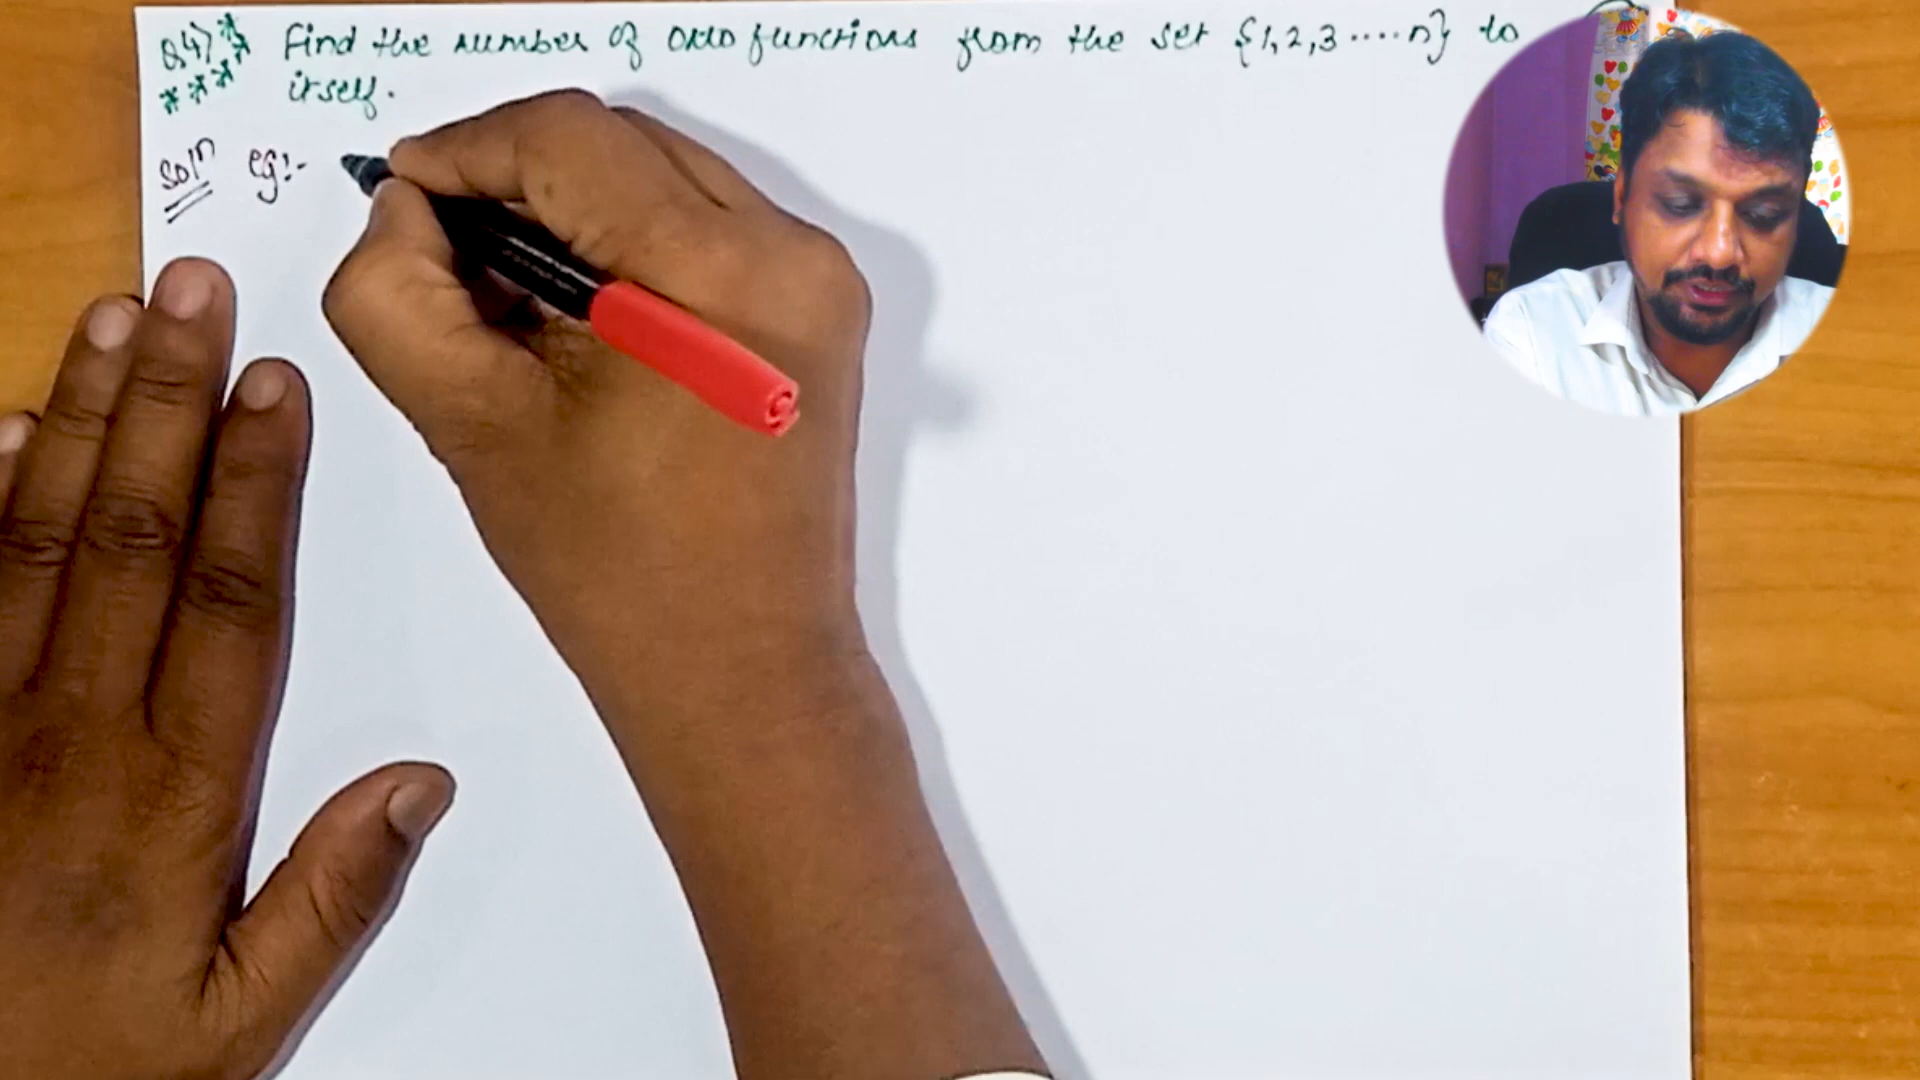 Q4) Find the number of onto functions from the set {1,2,3.....n} to
itself.
Soln eg:-